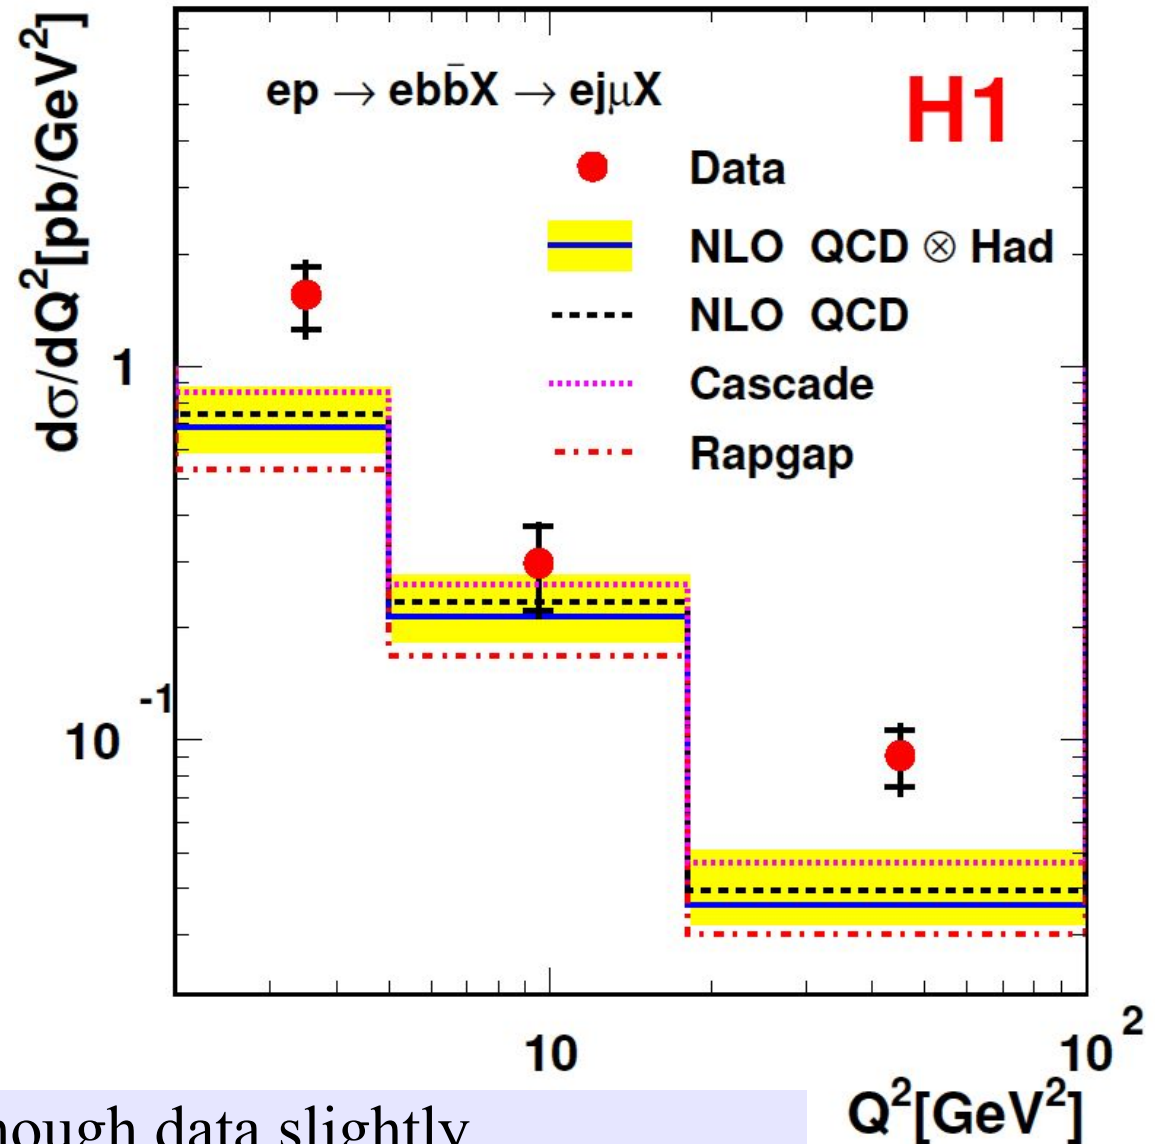 dσ/dQ²[pb/GeV²]
ep → ebb̄X → ejμX
H1
Data
NLO QCD ⊗ Had
NLO QCD
Cascade
Rapgap
1
10⁻¹
10
10²
Q²[GeV²]
data slightly